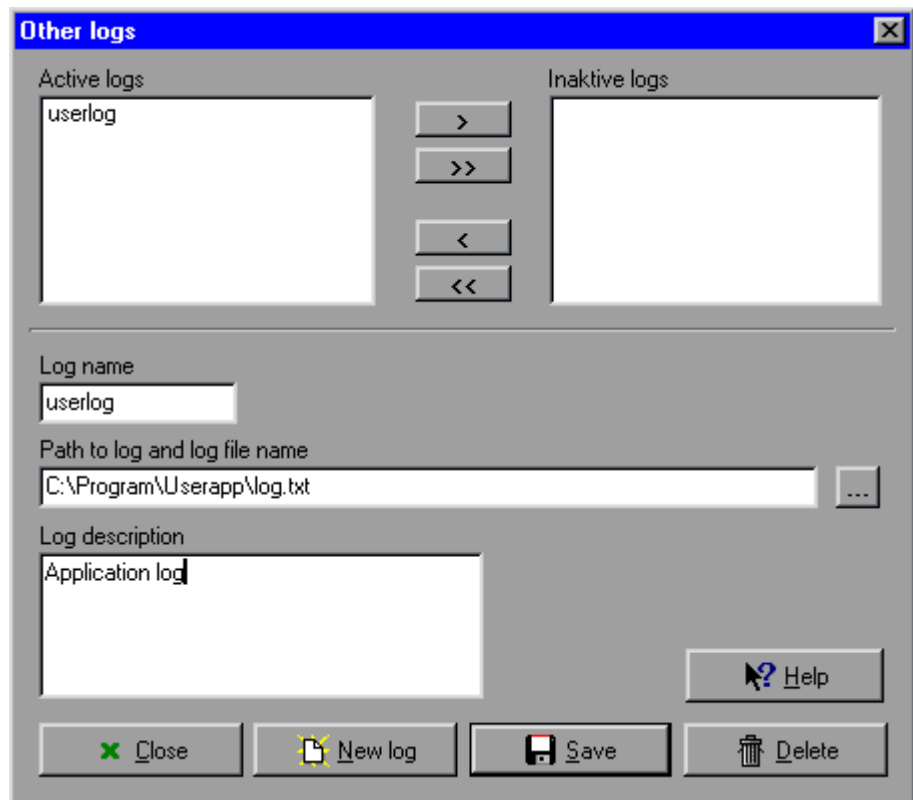 Other logs
Active logs
Inaktive logs
userlog
>
>>
<
<<
Log name
userlog
Path to log and log file name
C:\Program\Userapp\log.txt
...
Log description
Application log
? Help
Close
New log
Save
Delete